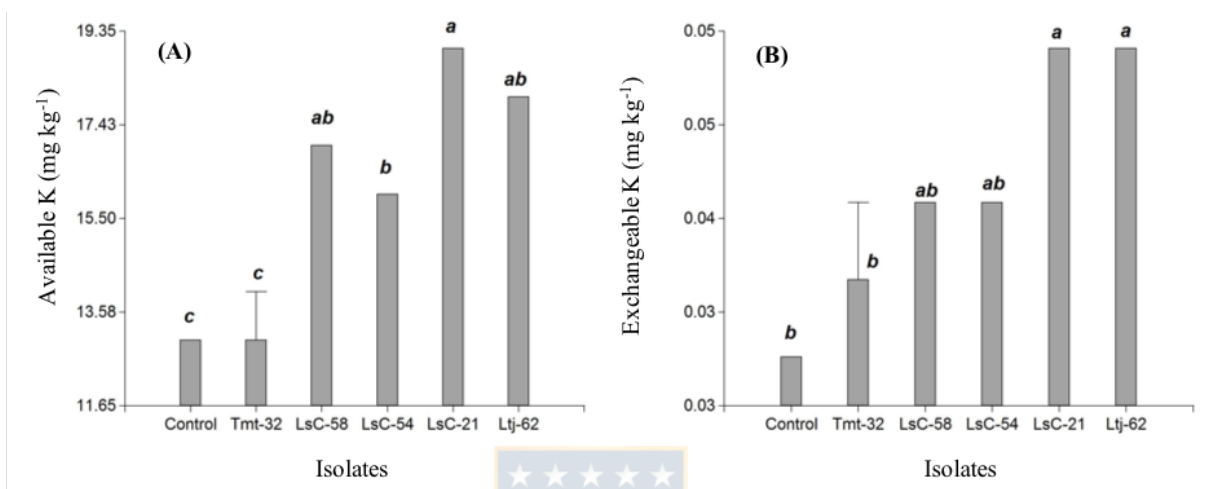 (A)
Available K (mg kg-1)
19.35
17.43
15.50
13.58
11.65
c
c
ab
b
a
ab
Control Tmt-32 LsC-58 LsC-54 LsC-21 Ltj-62
Isolates
(B)
Exchangeable K (mg kg-1)
0.05
0.05
0.04
0.03
0.03
b
b
ab
ab
a
a
Control Tmt-32 LsC-58 LsC-54 LsC-21 Ltj-62
Isolates